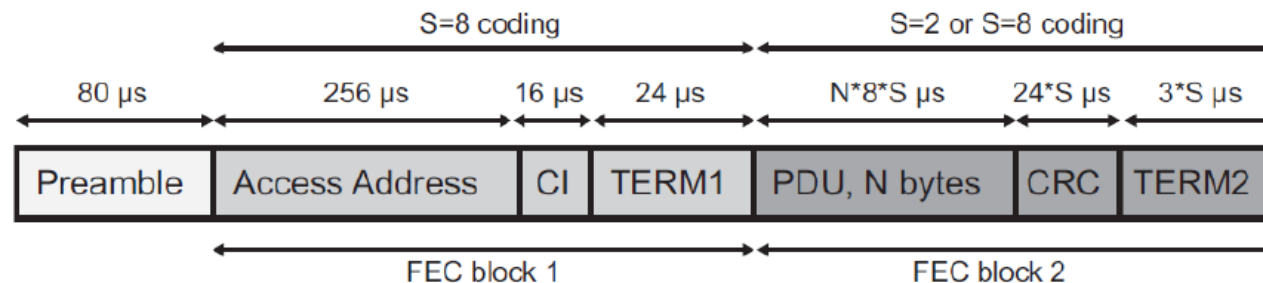 S=8 coding S=2 or S=8 coding
80 µs 256 µs 16 µs 24 µs N*8*S µs 24*S µs 3*S µs
Preamble Access Address CI TERM1 PDU, N bytes CRC TERM2
FEC block 1 FEC block 2